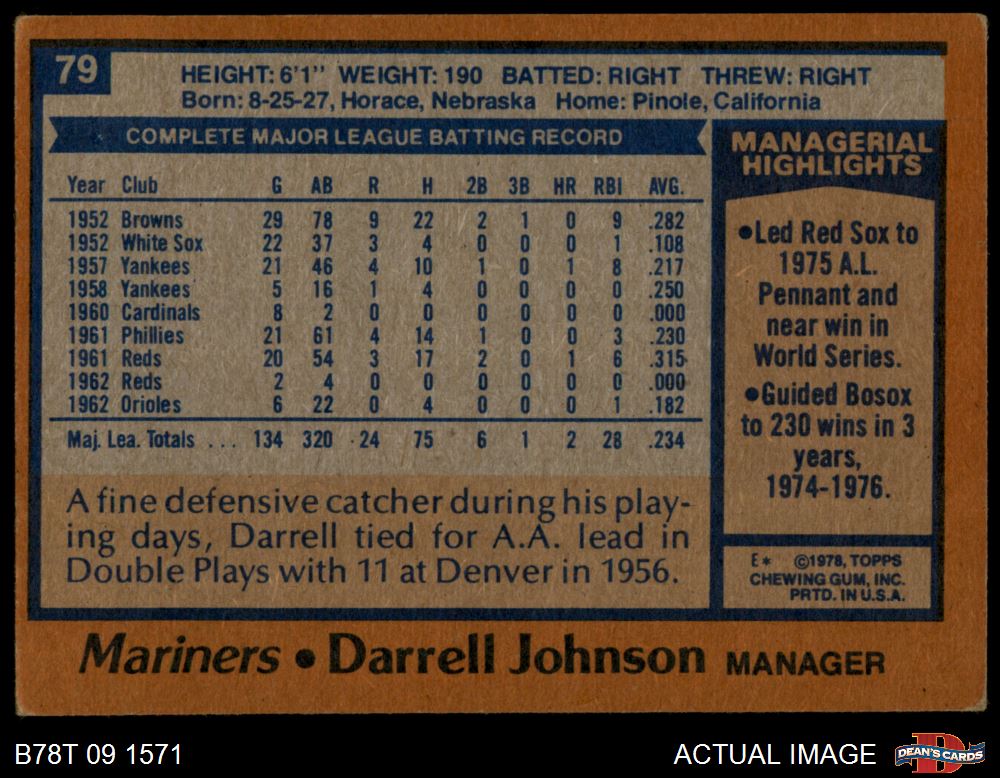 79
HEIGHT: 6'1" WEIGHT: 190 BATTED: RIGHT THREW: RIGHT
Born: 8-25-27, Horace, Nebraska Home: Pinole, California
COMPLETE MAJOR LEAGUE BATTING RECORD
Year Club G AB R H 2B 3B HR RBI AVG.
1952 Browns 29 78 9 22 2 1 0 9 .282
1952 White Sox 22 37 3 4 0 0 0 1 .108
1957 Yankees 21 46 4 10 1 0 1 8 .217
1958 Yankees 5 16 1 4 0 0 0 0 .250
1960 Cardinals 8 2 0 0 0 0 0 0 .000
1961 Phillies 21 61 4 14 1 0 0 3 .230
1961 Reds 20 54 3 17 2 0 1 6 .315
1962 Reds 2 4 0 0 0 0 0 0 .000
1962 Orioles 6 22 0 4 0 0 0 1 .182
Maj. Lea. Totals ... 134 320 24 75 6 1 2 28 .234
A fine defensive catcher during his play-
ing days, Darrell tied for A.A. lead in
Double Plays with 11 at Denver in 1956.
MANAGERIAL
HIGHLIGHTS
●Led Red Sox to
1975 A.L.
Pennant and
near win in
World Series.
●Guided Bosox
to 230 wins in 3
years,
1974-1976.
E* ©1978, TOPPS
CHEWING GUM, INC.
PRTD. IN U.S.A.
Mariners • Darrell Johnson MANAGER
B78T 09 1571
ACTUAL IMAGE
DEAN'S CARDS